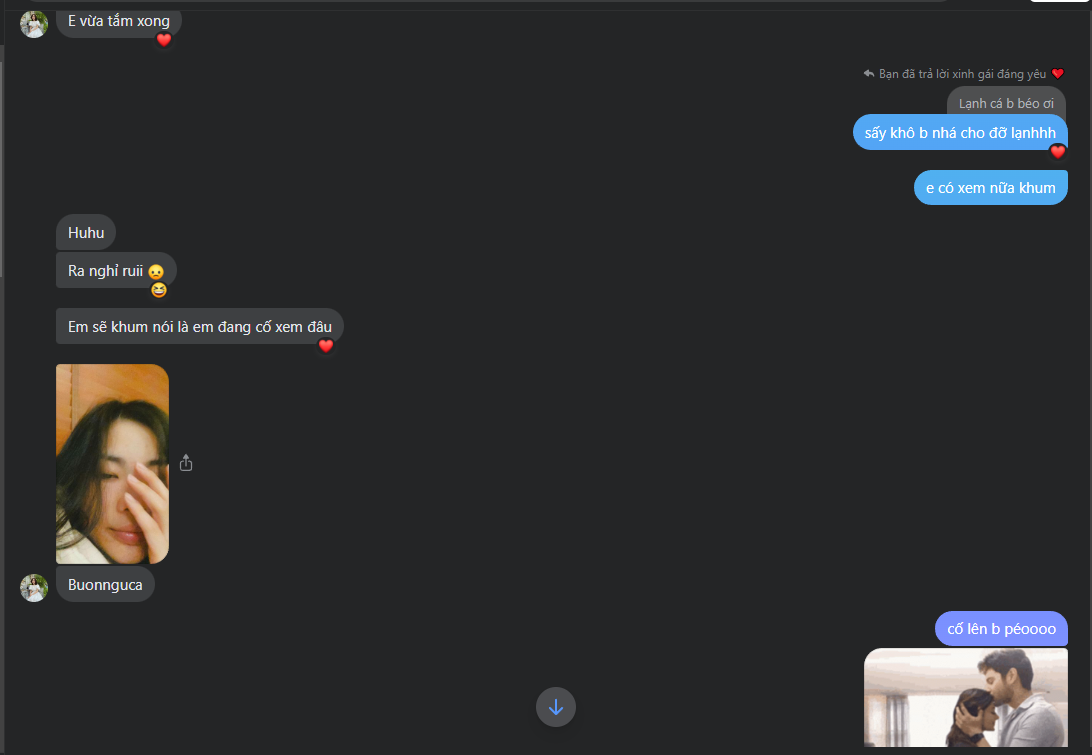 E vừa tắm xong
Bạn đã trả lời xinh gái đáng yêu
Lạnh cá b béo ơi
sấy khô b nhá cho đỡ lạnhhh
e có xem nữa khum
Huhu
Ra nghỉ ruii
Em sẽ khum nói là em đang cố xem đâu
Buonnguca
cố lên b péoooo